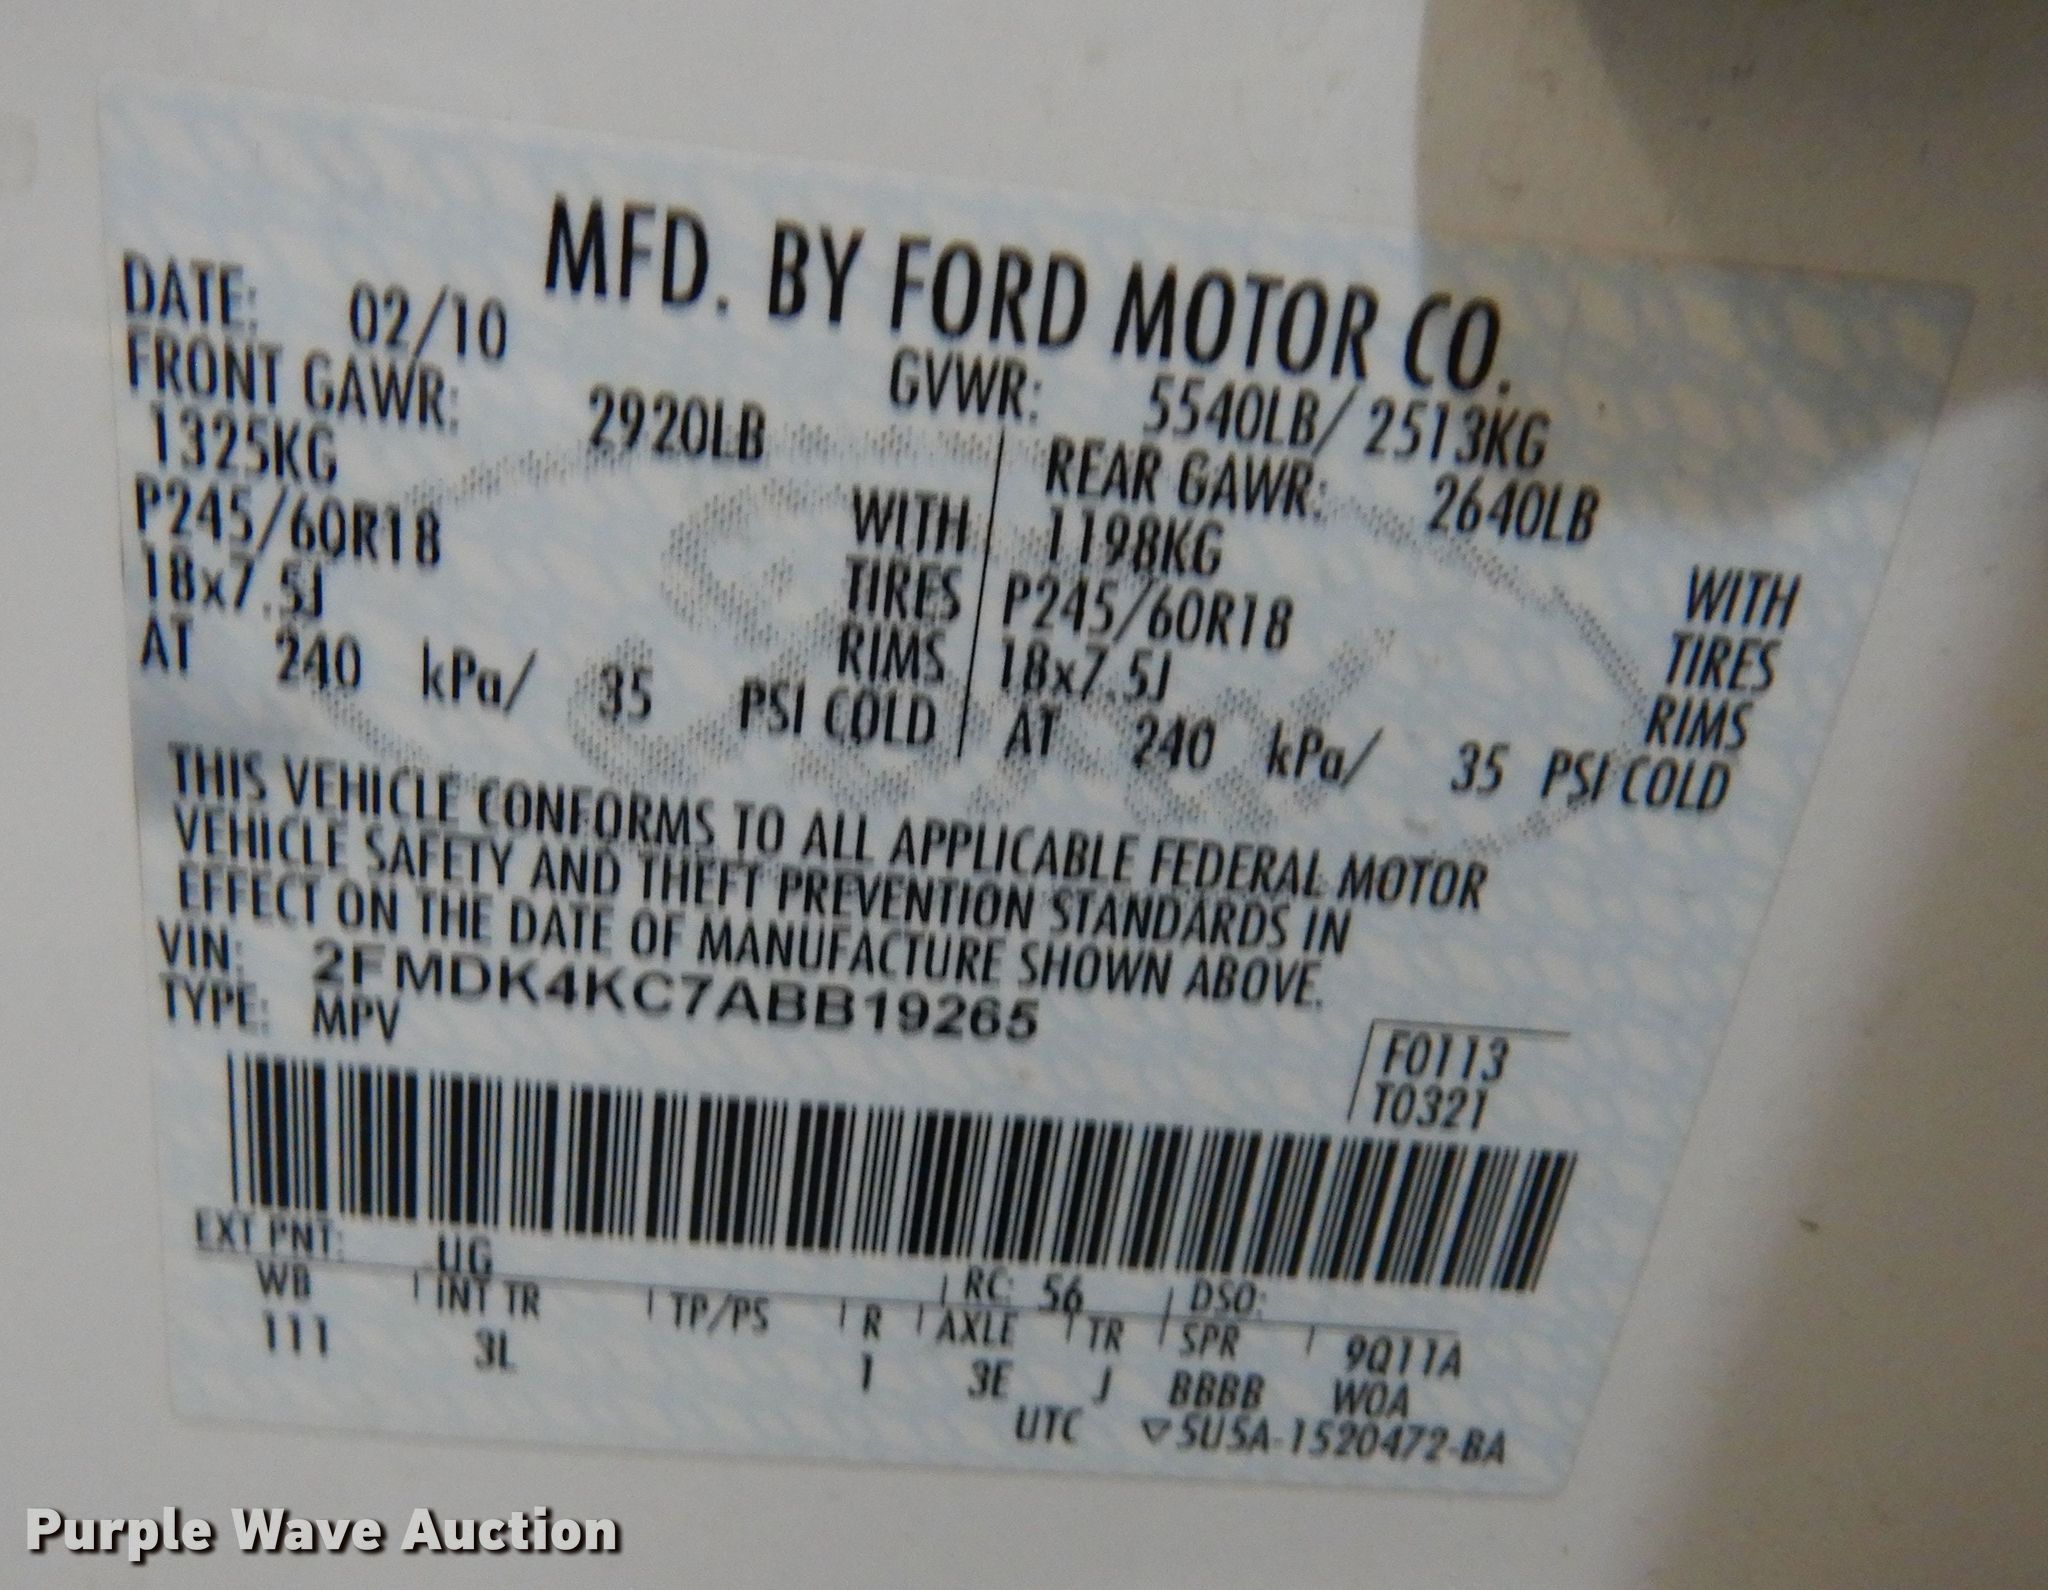 MFD. BY FORD MOTOR CO.
DATE: 02/10 GVWR: 5540LB/ 2513KG
FRONT GAWR: 2920LB REAR GAWR: 2640LB
1325KG WITH 1198KG WITH
P245/60R18 TIRES P245/60R18 TIRES
18x7.5J RIMS 18x7.5J RIMS
AT 240 kPa/ 35 PSI COLD AT 240 kPa/ 35 PSI COLD
THIS VEHICLE CONFORMS TO ALL APPLICABLE FEDERAL MOTOR
VEHICLE SAFETY AND THEFT PREVENTION STANDARDS IN
EFFECT ON THE DATE OF MANUFACTURE SHOWN ABOVE.
VIN: 2FMDK4KC7ABB19265
TYPE: MPV
F0113
T0321
EXT PNT: UG RC: 56 DSO:
WB INT TR TP/PS R AXLE TR SPR 9Q11A
111 3L 1 3E J BBBB WOA
UTC ▽5U5A-1520472-BA
Purple Wave Auction